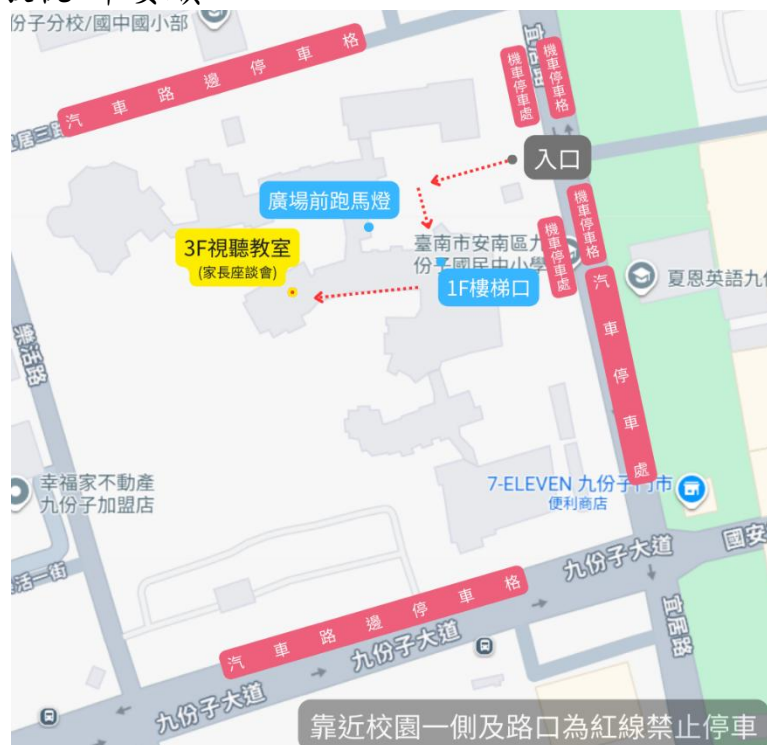 份子分校/國中國小部
汽車路邊停車格
宜居路
機車停車處
機車停車格
入口
廣場前跑馬燈
3F視聽教室
(家長座談會)
臺南市安南區九
份子國民中小學
1F樓梯口
機車停車處
機車停車格
汽車停車處
夏恩英語九份
樂活路
幸福家不動產
九份子加盟店
7-ELEVEN 九份子門市
便利商店
活一街
九份子大道
國安
宜居路
汽車路邊停車格
九份子大道
九份子大道
靠近校園一側及路口為紅線禁止停車